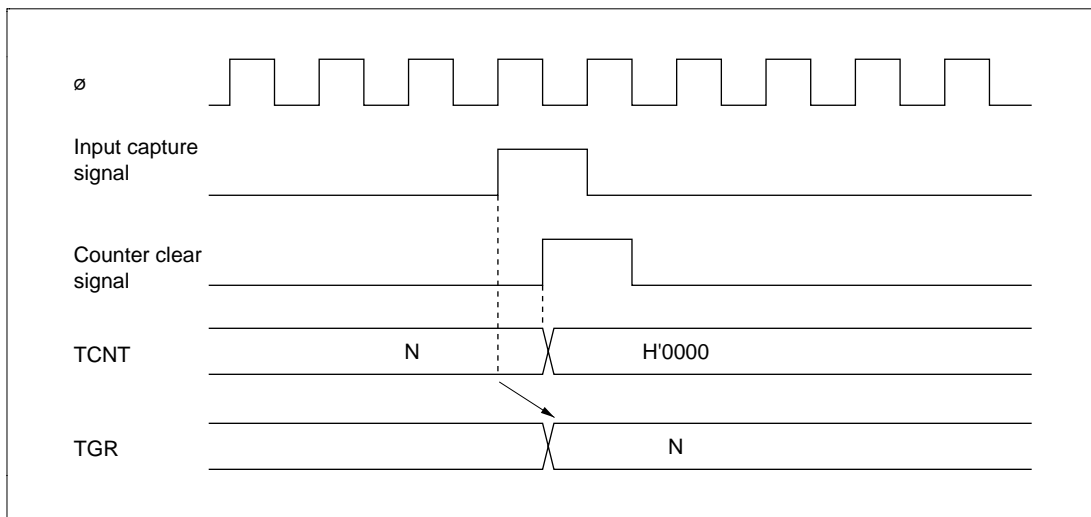 ø
Input capture
signal
Counter clear
signal
TCNT
N
H'0000
TGR
N